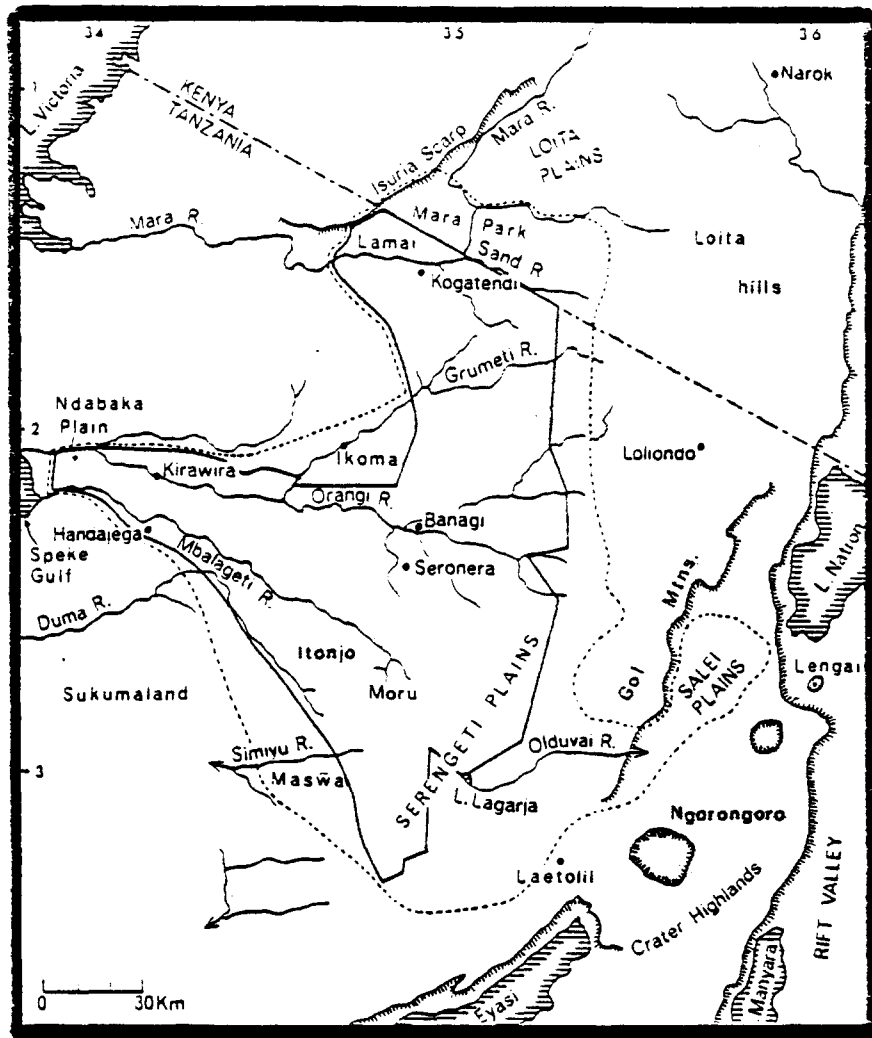 34
35
36
Narok
L. Victoria
KENYA
TANZANIA
Isuria Scarp
Mara R.
LOITA
PLAINS
Mara R.
Mara
Park
Sand R
Lamai
Kogatendi
Loita
hills
Grumeti R.
2
Ndabaka
Plain
Ikoma
Kirawira
Orangi R.
Loliondo
Banagi
Handajega
Mbalageti R.
Seronera
Speke
Gulf
Duma R.
L. Natron
Gol Mtns.
SALEI
PLAINS
Lengai
Itonjo
Moru
Sukumaland
SERENGETI PLAINS
Simiyu R.
Olduvai R.
3
Maswa
L. Lagarja
Ngorongoro
Laetolil
Crater Highlands
RIFT VALLEY
Manyara
Eyasi
0 30Km